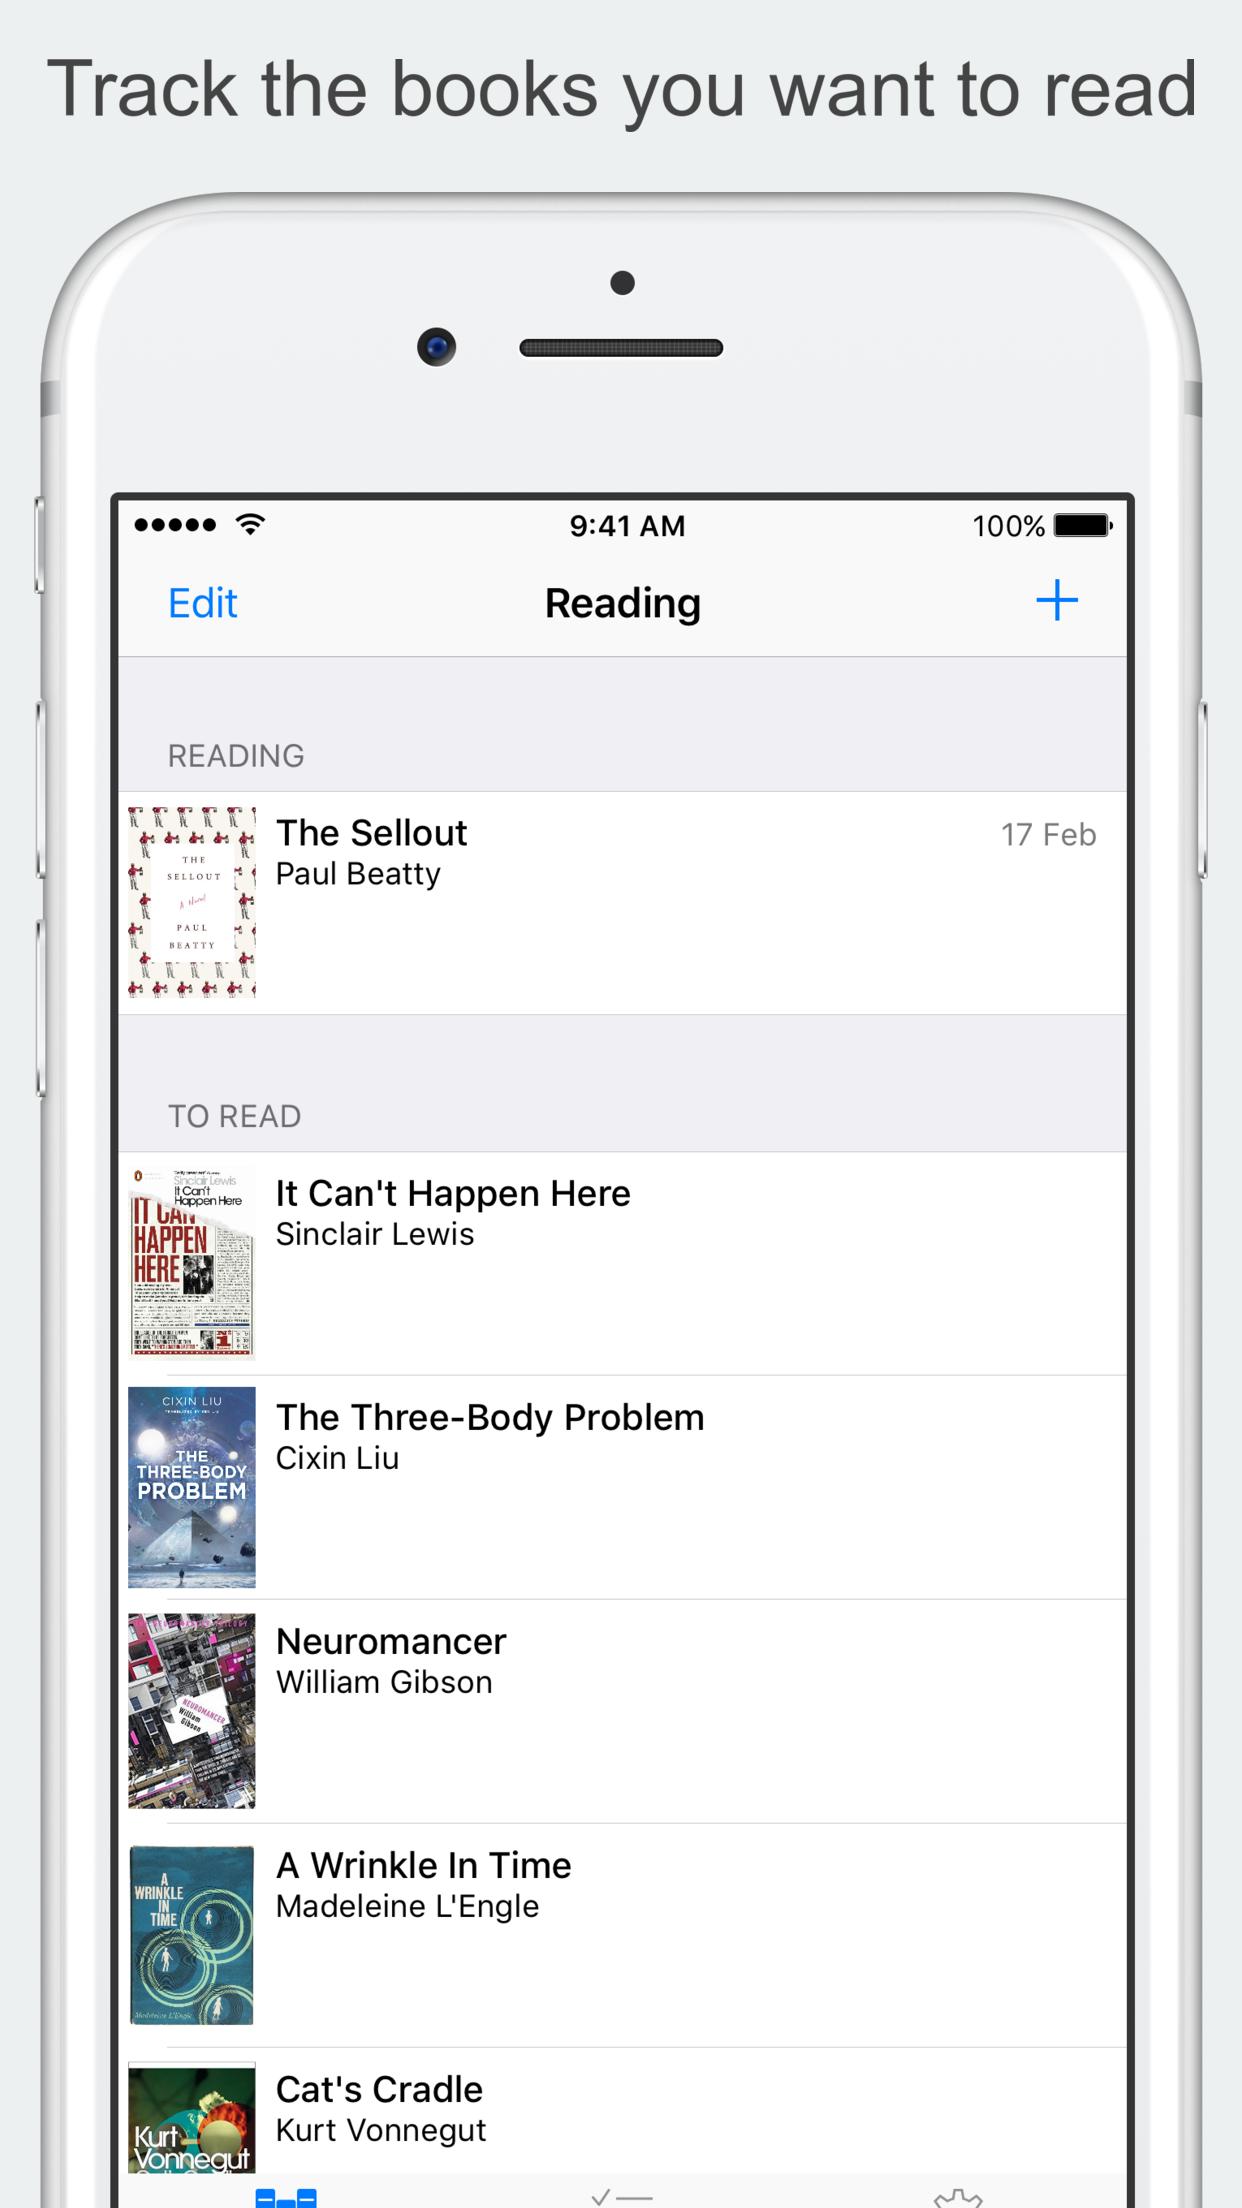 Track the books you want to read
9:41 AM
100%
Edit
Reading
READING
THE
SELLOUT
A Novel
PAUL
BEATTY
The Sellout
17 Feb
Paul Beatty
TO READ
Sinclair Lewis
It Can't
Happen Here
IT CAN
HAPPEN
HERE
It Can't Happen Here
Sinclair Lewis
CIXIN LIU
THE
THREE-BODY
PROBLEM
The Three-Body Problem
Cixin Liu
NEUROMANCER
William
Gibson
Neuromancer
William Gibson
A
WRINKLE
IN
TIME
Madeleine L'Engle
A Wrinkle In Time
Madeleine L'Engle
Kurt
Vonnegut
Cat's Cradle
Kurt Vonnegut